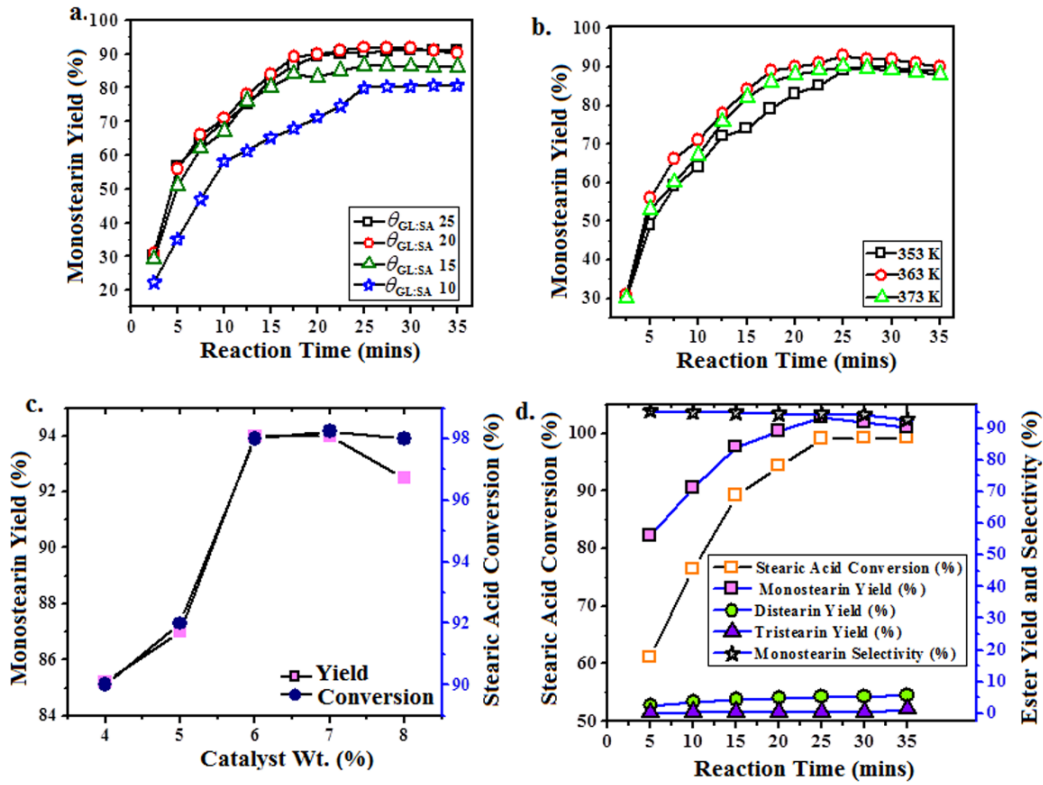 a.
Monostearin Yield (%)
100
90
80
70
60
50
40
30
20
θGL:SA 25
θGL:SA 20
θGL:SA 15
θGL:SA 10
0 5 10 15 20 25 30 35
Reaction Time (mins)
b.
Monostearin Yield (%)
100
90
80
70
60
50
40
30
353 K
363 K
373 K
5 10 15 20 25 30 35
Reaction Time (mins)
c.
Monostearin Yield (%)
94
92
90
88
86
84
Yield
Conversion
4 5 6 7 8
Catalyst Wt. (%)
98
96
94
92
90
Stearic Acid Conversion (%)
d.
Stearic Acid Conversion (%)
100
90
80
70
60
50
Stearic Acid Conversion (%)
Monostearin Yield (%)
Distearin Yield (%)
Tristearin Yield (%)
Monostearin Selectivity (%)
5 10 15 20 25 30 35
Reaction Time (mins)
90
80
70
60
50
40
30
20
10
0
Ester Yield and Selectivity (%)